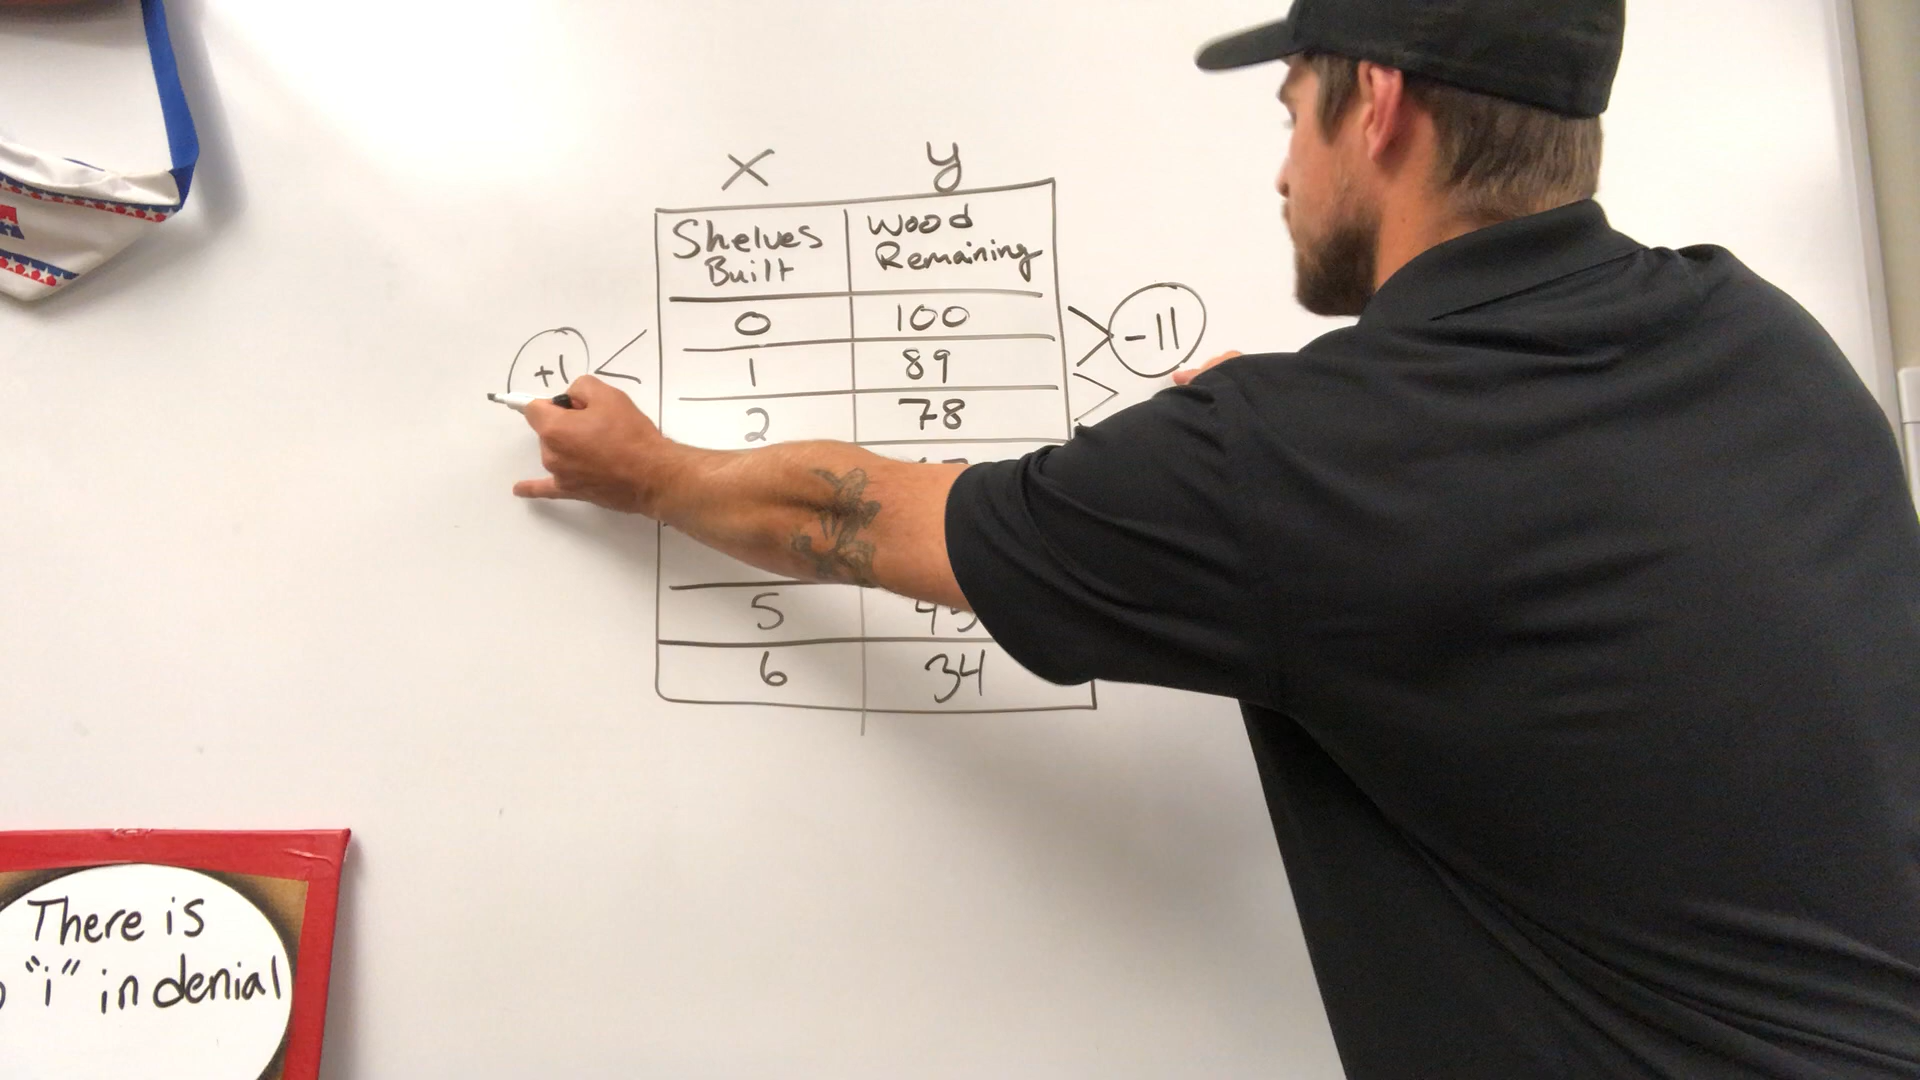 x y
Shelves Built Wood Remaining
0 100
+1 -11
1 89
2 78
5 45
6 34
There is
"i" in denial